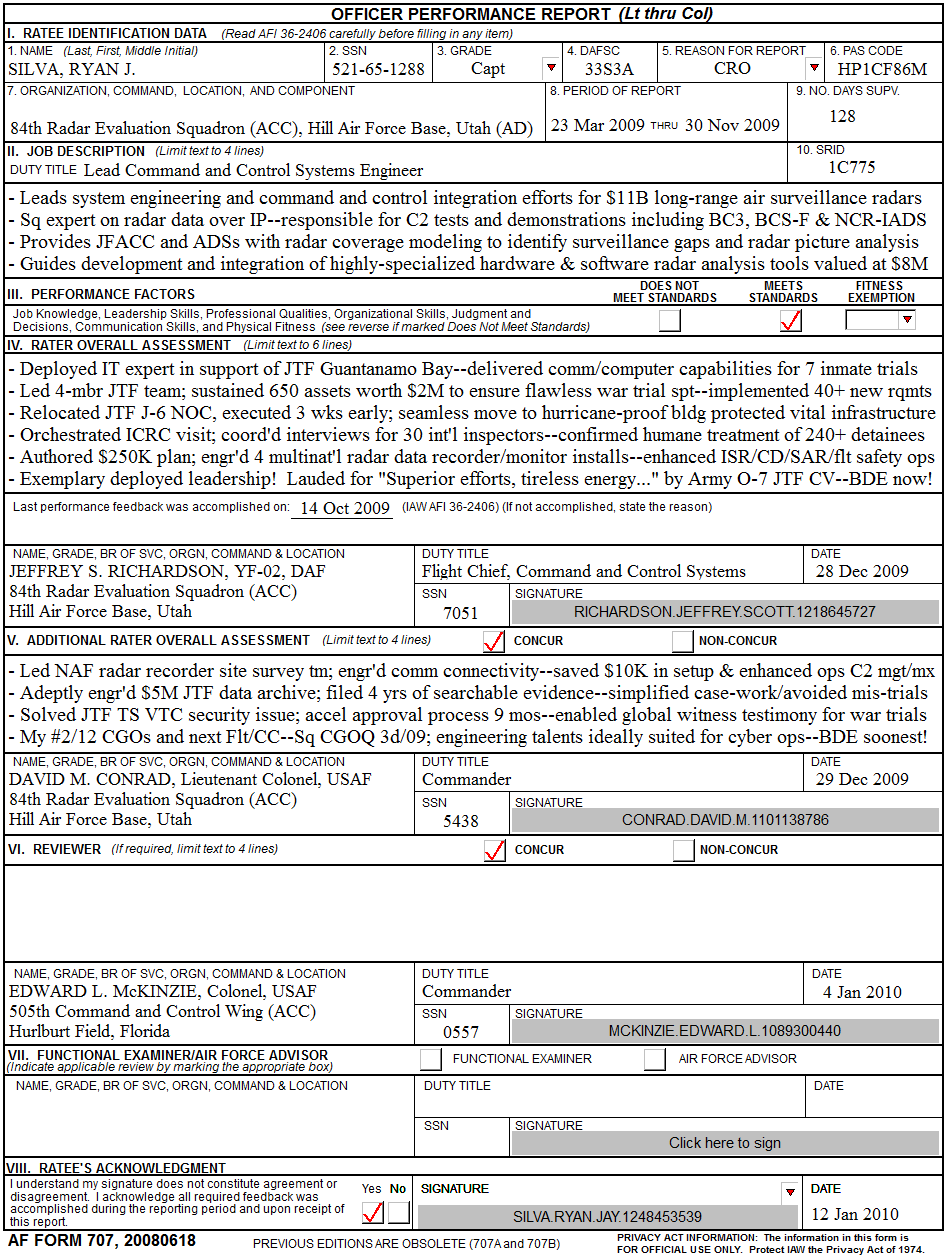 OFFICER PERFORMANCE REPORT (Lt thru Col)
I. RATEE IDENTIFICATION DATA (Read AFI 36-2406 carefully before filling in any item)
1. NAME (Last, First, Middle Initial) 2. SSN 3. GRADE 4. DAFSC 5. REASON FOR REPORT 6. PAS CODE
SILVA, RYAN J. 521-65-1288 Capt 33S3A CRO HP1CF86M
7. ORGANIZATION, COMMAND, LOCATION, AND COMPONENT 8. PERIOD OF REPORT 9. NO. DAYS SUPV.
84th Radar Evaluation Squadron (ACC), Hill Air Force Base, Utah (AD) 23 Mar 2009 THRU 30 Nov 2009 128
II. JOB DESCRIPTION (Limit text to 4 lines) 10. SRID
DUTY TITLE Lead Command and Control Systems Engineer 1C775
- Leads system engineering and command and control integration efforts for $11B long-range air surveillance radars
- Sq expert on radar data over IP--responsible for C2 tests and demonstrations including BC3, BCS-F & NCR-IADS
- Provides JFACC and ADSs with radar coverage modeling to identify surveillance gaps and radar picture analysis
- Guides development and integration of highly-specialized hardware & software radar analysis tools valued at $8M
III. PERFORMANCE FACTORS DOES NOT MEET STANDARDS MEETS STANDARDS FITNESS EXEMPTION
Job Knowledge, Leadership Skills, Professional Qualities, Organizational Skills, Judgment and
Decisions, Communication Skills, and Physical Fitness (see reverse if marked Does Not Meet Standards)
IV. RATER OVERALL ASSESSMENT (Limit text to 6 lines)
- Deployed IT expert in support of JTF Guantanamo Bay--delivered comm/computer capabilities for 7 inmate trials
- Led 4-mbr JTF team; sustained 650 assets worth $2M to ensure flawless war trial spt--implemented 40+ new rqmts
- Relocated JTF J-6 NOC, executed 3 wks early; seamless move to hurricane-proof bldg protected vital infrastructure
- Orchestrated ICRC visit; coord'd interviews for 30 int'l inspectors--confirmed humane treatment of 240+ detainees
- Authored $250K plan; engr'd 4 multinat'l radar data recorder/monitor installs--enhanced ISR/CD/SAR/flt safety ops
- Exemplary deployed leadership! Lauded for "Superior efforts, tireless energy..." by Army O-7 JTF CV--BDE now!
Last performance feedback was accomplished on: 14 Oct 2009 (IAW AFI 36-2406) (If not accomplished, state the reason)
NAME, GRADE, BR OF SVC, ORGN, COMMAND & LOCATION DUTY TITLE DATE
JEFFREY S. RICHARDSON, YF-02, DAF Flight Chief, Command and Control Systems 28 Dec 2009
84th Radar Evaluation Squadron (ACC) SSN SIGNATURE
Hill Air Force Base, Utah 7051 RICHARDSON.JEFFREY.SCOTT.1218645727
V. ADDITIONAL RATER OVERALL ASSESSMENT (Limit text to 4 lines) CONCUR NON-CONCUR
- Led NAF radar recorder site survey tm; engr'd comm connectivity--saved $10K in setup & enhanced ops C2 mgt/mx
- Adeptly engr'd $5M JTF data archive; filed 4 yrs of searchable evidence--simplified case-work/avoided mis-trials
- Solved JTF TS VTC security issue; accel approval process 9 mos--enabled global witness testimony for war trials
- My #2/12 CGOs and next Flt/CC--Sq CGOQ 3d/09; engineering talents ideally suited for cyber ops--BDE soonest!
NAME, GRADE, BR OF SVC, ORGN, COMMAND & LOCATION DUTY TITLE DATE
DAVID M. CONRAD, Lieutenant Colonel, USAF Commander 29 Dec 2009
84th Radar Evaluation Squadron (ACC) SSN SIGNATURE
Hill Air Force Base, Utah 5438 CONRAD.DAVID.M.1101138786
VI. REVIEWER (If required, limit text to 4 lines) CONCUR NON-CONCUR
NAME, GRADE, BR OF SVC, ORGN, COMMAND & LOCATION DUTY TITLE DATE
EDWARD L. McKINZIE, Colonel, USAF Commander 4 Jan 2010
505th Command and Control Wing (ACC) SSN SIGNATURE
Hurlburt Field, Florida 0557 MCKINZIE.EDWARD.L.1089300440
VII. FUNCTIONAL EXAMINER/AIR FORCE ADVISOR FUNCTIONAL EXAMINER AIR FORCE ADVISOR
(Indicate applicable review by marking the appropriate box)
NAME, GRADE, BR OF SVC, ORGN, COMMAND & LOCATION DUTY TITLE DATE
SSN SIGNATURE
Click here to sign
VIII. RATEE'S ACKNOWLEDGMENT
I understand my signature does not constitute agreement or Yes No SIGNATURE DATE
disagreement. I acknowledge all required feedback was
accomplished during the reporting period and upon receipt of
this report. SILVA.RYAN.JAY.1248453539 12 Jan 2010
AF FORM 707, 20080618 PREVIOUS EDITIONS ARE OBSOLETE (707A and 707B) PRIVACY ACT INFORMATION: The information in this form is
FOR OFFICIAL USE ONLY. Protect IAW the Privacy Act of 1974.